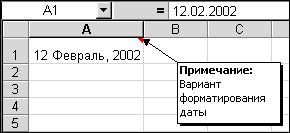 A1 = 12.02.2002
A B C
1 12 Февраль, 2002
Примечание:
2 Вариант
3 форматирования
4 даты
5